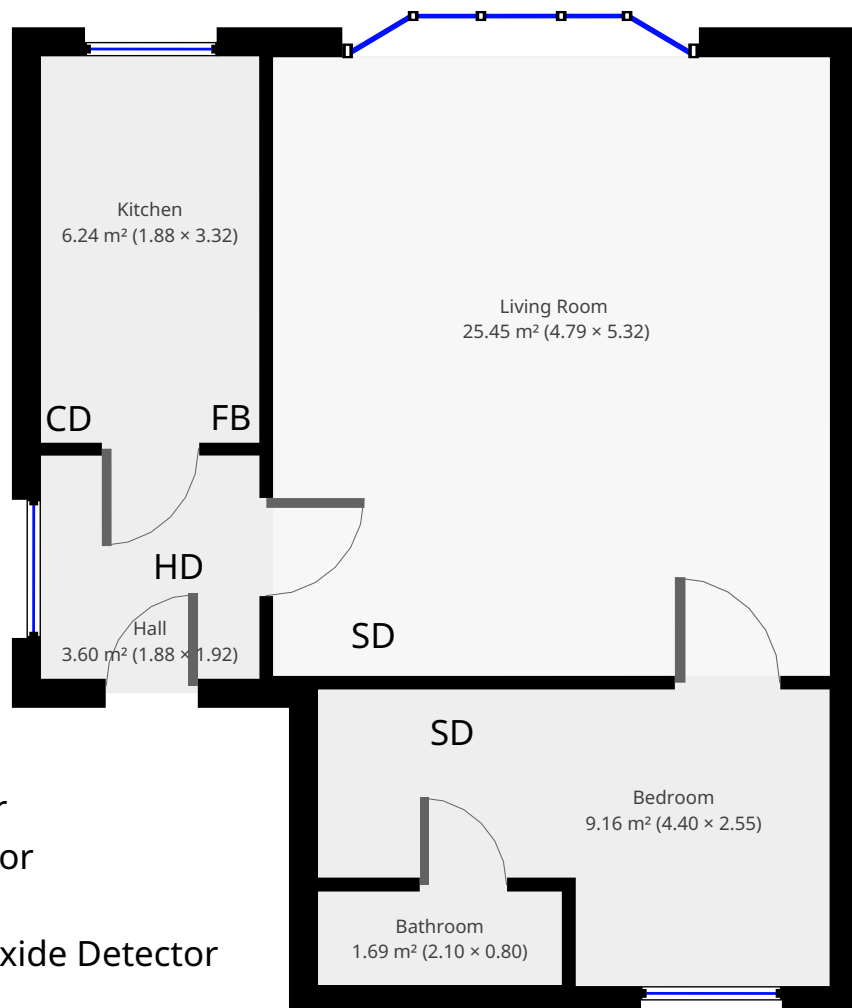 Kitchen
6.24 m² (1.88 × 3.32)
Living Room
25.45 m² (4.79 × 5.32)
CD
FB
HD
Hall
3.60 m² (1.88 × 1.92)
SD
SD
Bedroom
9.16 m² (4.40 × 2.55)
Bathroom
1.69 m² (2.10 × 0.80)
Detector